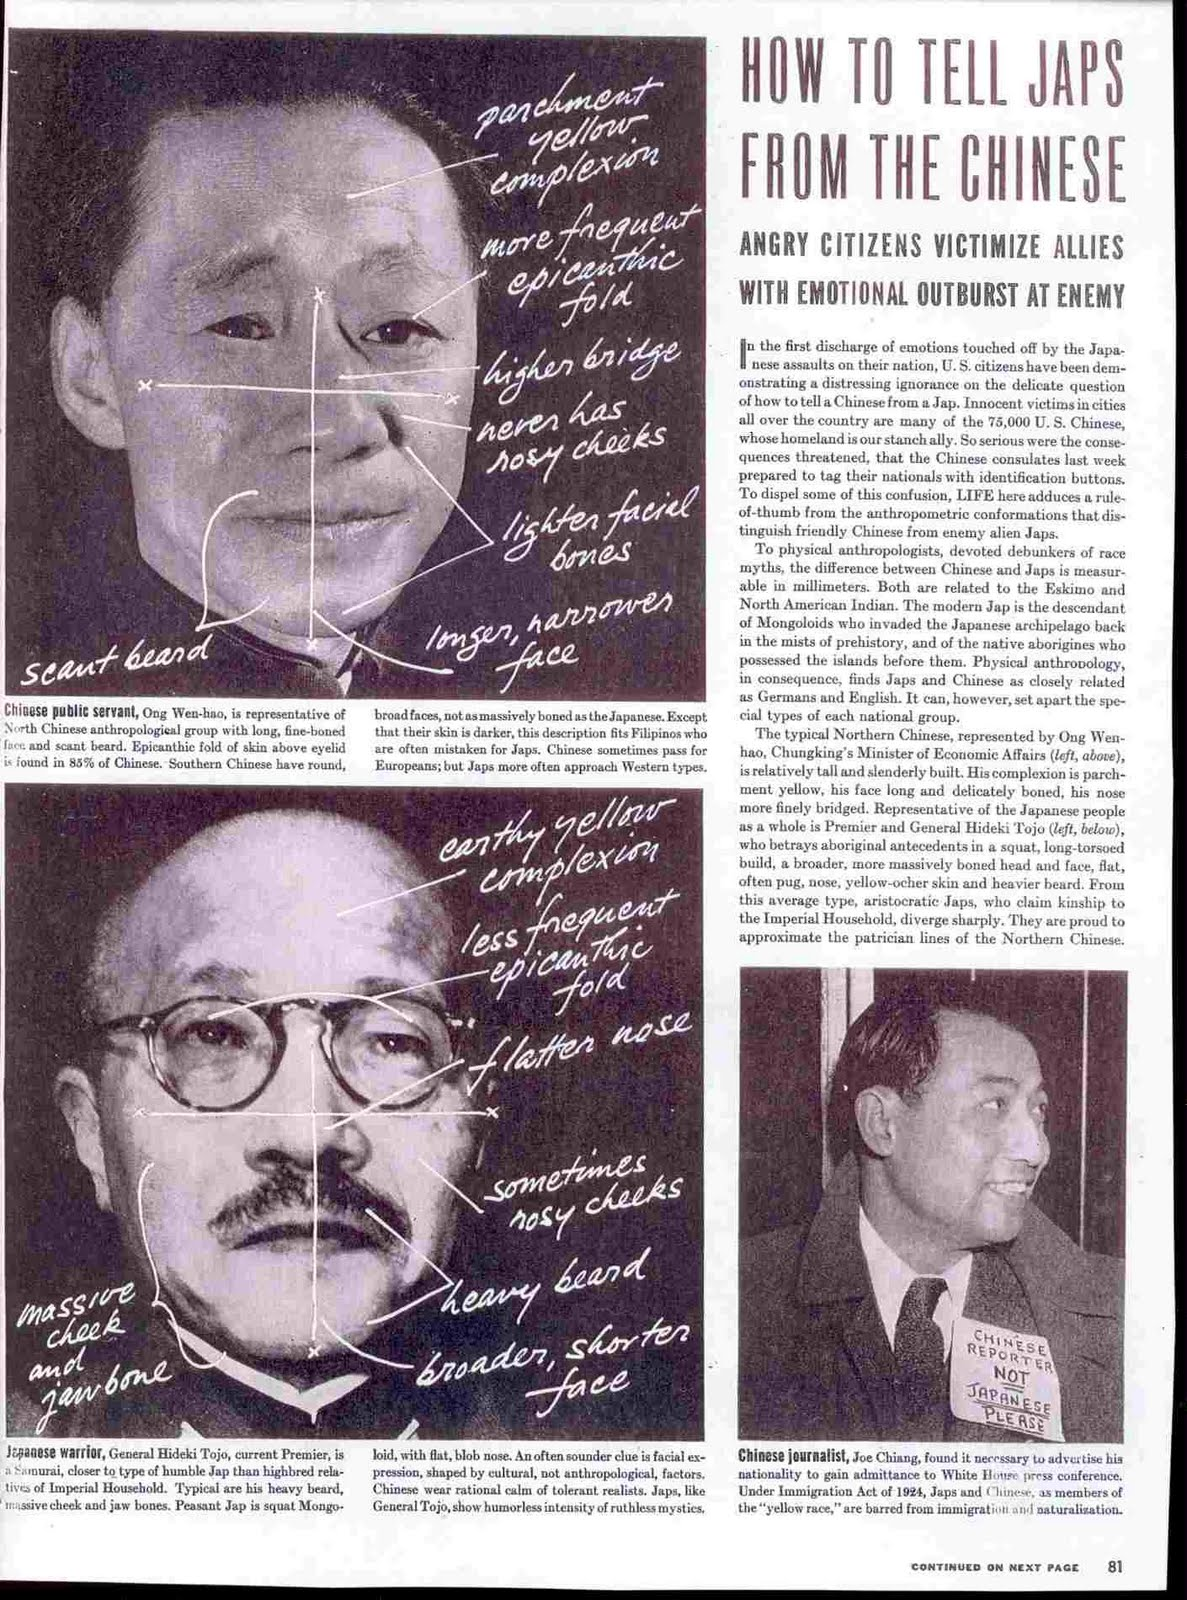 HOW TO TELL JAPS
FROM THE CHINESE
ANGRY CITIZENS VICTIMIZE ALLIES
WITH EMOTIONAL OUTBURST AT ENEMY
parchment
yellow
complexion
more frequent
epicanthic
fold
higher bridge
never has
rosy cheeks
lighter facial
bones
longer, narrower
face
scant beard
Chinese public servant, Ong Wen-hao, is representative of
North Chinese anthropological group with long, fine-boned
face and scant beard. Epicanthic fold of skin above eyelid
is found in 85% of Chinese. Southern Chinese have round,
broad faces, not as massively boned as the Japanese. Except
that their skin is darker, this description fits Filipinos who
are often mistaken for Japs. Chinese sometimes pass for
Europeans; but Japs more often approach Western types.
earthy yellow
complexion
less frequent
epicanthic
fold
flatter nose
sometimes
rosy cheeks
heavy beard
broader, shorter
face
massive
cheek
and
jawbone
Japanese warrior, General Hideki Tojo, current Premier, is
a Samurai, closer to type of humble Jap than highbred rela-
tives of Imperial Household. Typical are his heavy beard,
massive cheek and jaw bones. Peasant Jap is squat Mongo-
loid, with flat, blob nose. An often sounder clue is facial ex-
pression, shaped by cultural, not anthropological, factors.
Chinese wear rational calm of tolerant realists. Japs, like
General Tojo, show humorless intensity of ruthless mystics.
In the first discharge of emotions touched off by the Japa-
nese assaults on their nation, U. S. citizens have been dem-
onstrating a distressing ignorance on the delicate question
of how to tell a Chinese from a Jap. Innocent victims in cities
all over the country are many of the 75,000 U. S. Chinese,
whose homeland is our stanch ally. So serious were the conse-
quences threatened, that the Chinese consulates last week
prepared to tag their nationals with identification buttons.
To dispel some of this confusion, LIFE here adduces a rule-
of-thumb from the anthropometric conformations that dis-
tinguish friendly Chinese from enemy alien Japs.
To physical anthropologists, devoted debunkers of race
myths, the difference between Chinese and Japs is measur-
able in millimeters. Both are related to the Eskimo and
North American Indian. The modern Jap is the descendant
of Mongoloids who invaded the Japanese archipelago back
in the mists of prehistory, and of the native aborigines who
possessed the islands before them. Physical anthropology,
in consequence, finds Japs and Chinese as closely related
as Germans and English. It can, however, set apart the spe-
cial types of each national group.
The typical Northern Chinese, represented by Ong Wen-
hao, Chungking's Minister of Economic Affairs (left, above),
is relatively tall and slenderly built. His complexion is parch-
ment yellow, his face long and delicately boned, his nose
more finely bridged. Representative of the Japanese people
as a whole is Premier and General Hideki Tojo (left, below),
who betrays aboriginal antecedents in a squat, long-torsoed
build, a broader, more massively boned head and face, flat,
often pug, nose, yellow-ocher skin and heavier beard. From
this average type, aristocratic Japs, who claim kinship to
the Imperial Household, diverge sharply. They are proud to
approximate the patrician lines of the Northern Chinese.
CHINESE
REPORTER
NOT
JAPANESE
PLEASE
Chinese journalist, Joe Chiang, found it necessary to advertise his
nationality to gain admittance to White House press conference.
Under Immigration Act of 1924, Japs and Chinese, as members of
the "yellow race," are barred from immigration and naturalization.
CONTINUED ON NEXT PAGE 81